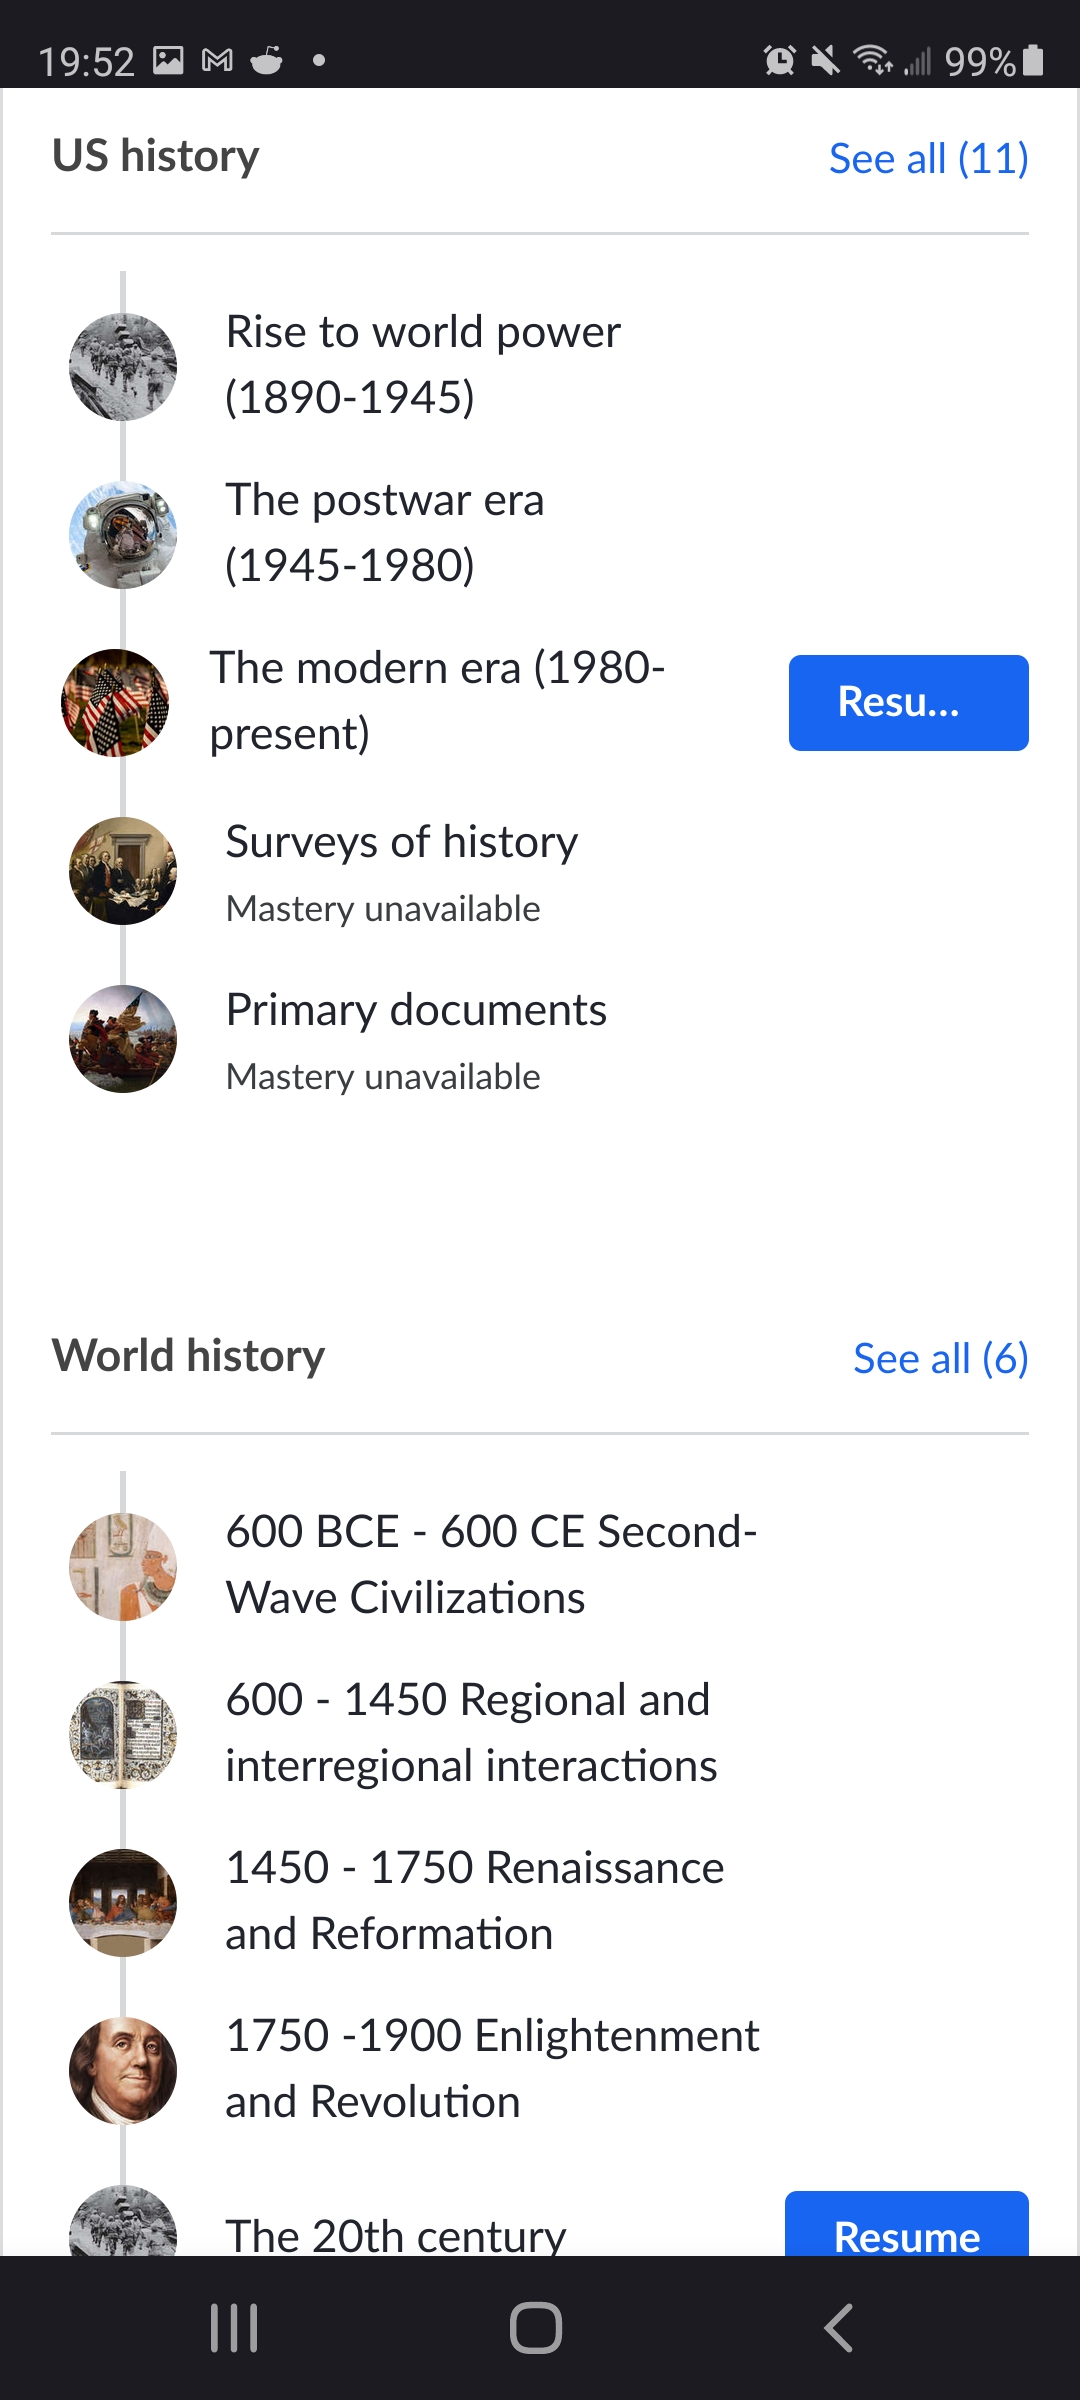 19:52
99%
US history
See all (11)
Rise to world power
(1890-1945)
The postwar era
(1945-1980)
The modern era (1980-
present)
Resu...
Surveys of history
Mastery unavailable
Primary documents
Mastery unavailable
World history
See all (6)
600 BCE - 600 CE Second-
Wave Civilizations
600 - 1450 Regional and
interregional interactions
1450 - 1750 Renaissance
and Reformation
1750 -1900 Enlightenment
and Revolution
The 20th century
Resume